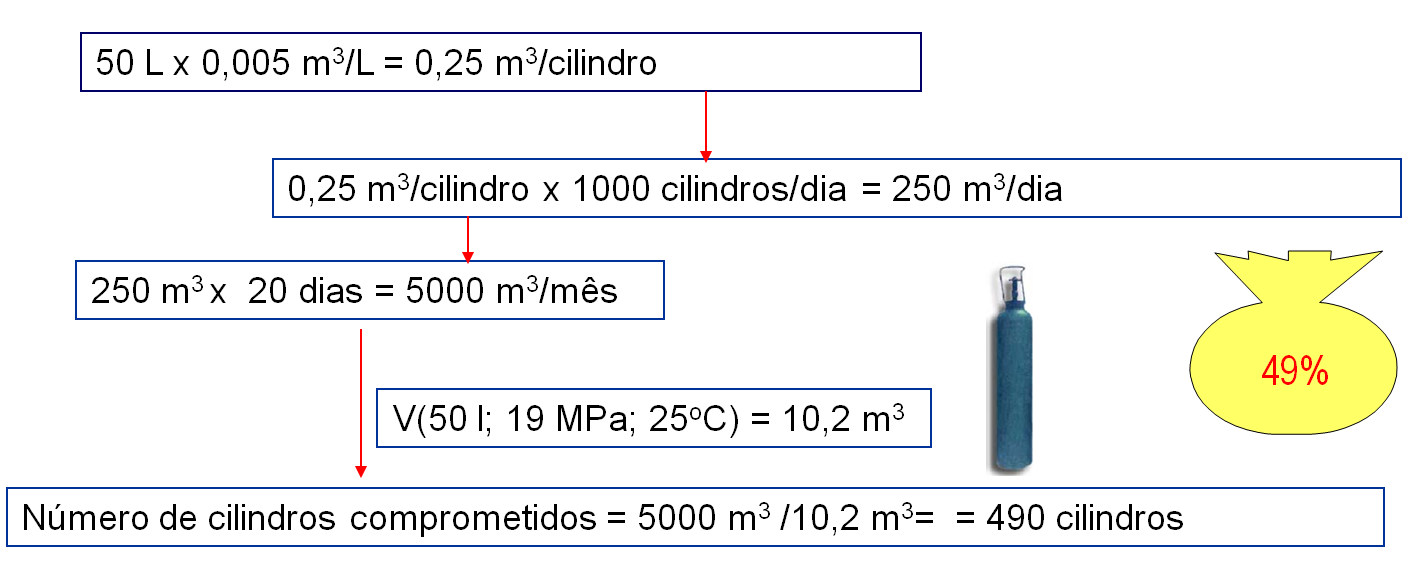 50 L x 0,005 m³/L = 0,25 m³/cilindro
0,25 m³/cilindro x 1000 cilindros/dia = 250 m³/dia
250 m³ x 20 dias = 5000 m³/mês
49%
V(50 l; 19 MPa; 25ºC) = 10,2 m³
Número de cilindros comprometidos = 5000 m³ /10,2 m³= = 490 cilindros